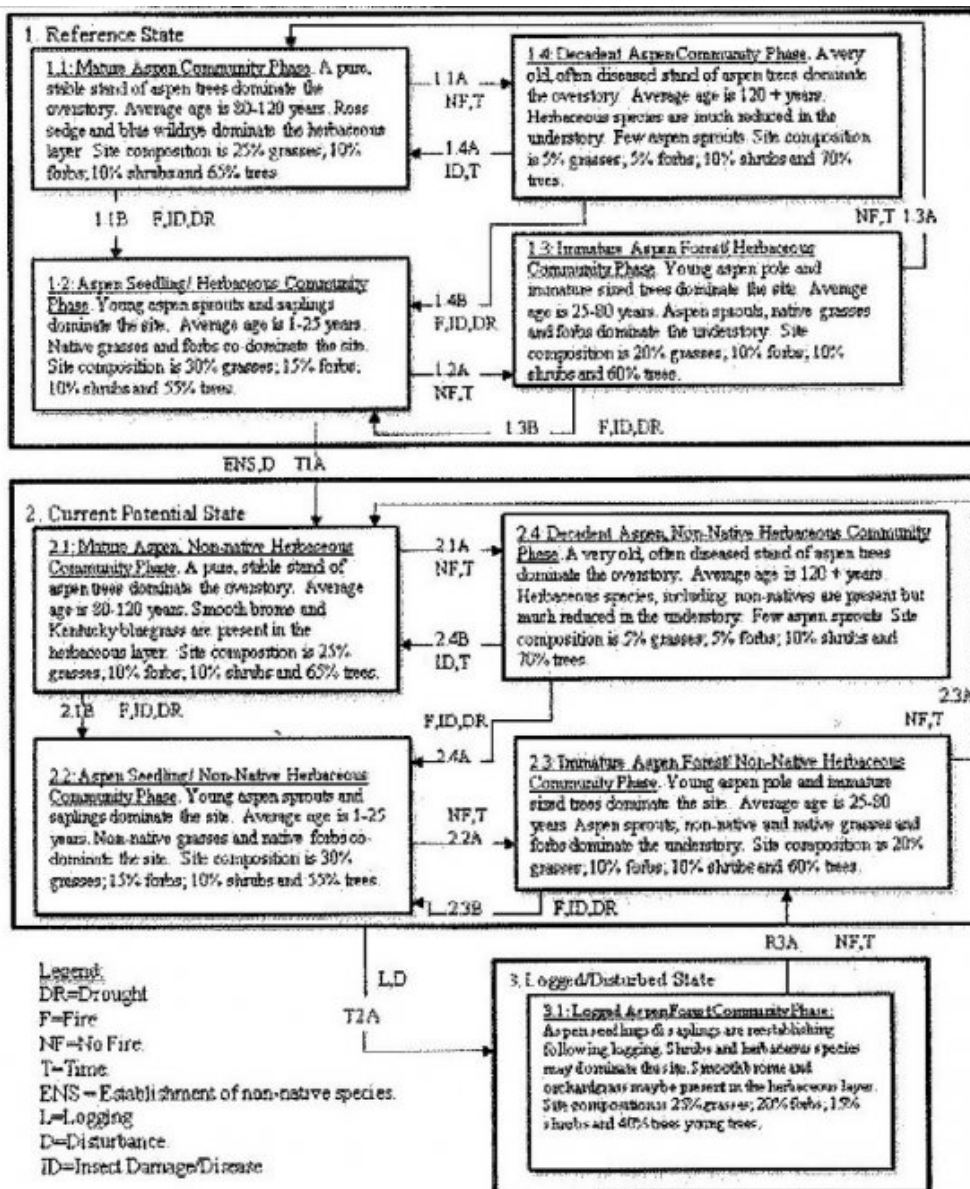 1. Reference State
1.1: Mature Aspen Community Phase. A pure,
stable stand of aspen trees dominate the
overstory. Average age is 80-120 years. Ross
sedge and blue wildrye dominate the herbaceous
layer. Site composition is 25% grasses; 10%
forbs; 10% shrubs and 65% trees
1.1A
NF,T
1.4A
ID,T
1.4: Decadent Aspen Community Phase. A very
old, often diseased stand of aspen trees dominate
the overstory. Average age is 120 + years.
Herbaceous species are much reduced in the
understory. Few aspen sprouts. Site composition
is 5% grasses; 5% forbs; 10% shrubs and 70%
trees.
1.1B F,ID,DR
NF,T 1.3A
1.2: Aspen Seedling/ Herbaceous Community
Phase. Young aspen sprouts and saplings
dominate the site. Average age is 1-25 years.
Native grasses and forbs co-dominate the site.
Site composition is 30% grasses; 15% forbs;
10% shrubs and 55% trees.
1.4B
F,ID,DR
1.2A
NF,T
1.3: Immature Aspen Forest/ Herbaceous
Community Phase. Young aspen pole and
immature sized trees dominate the site. Average
age is 25-80 years. Aspen sprouts, native grasses
and forbs dominate the understory. Site
composition is 20% grasses; 10% forbs; 10%
shrubs and 60% trees.
1.3B F,ID,DR
ENS,D T1A
2. Current Potential State
2.1: Mature Aspen, Non-native Herbaceous
Community Phase. A pure, stable stand of
aspen trees dominate the overstory. Average
age is 80-120 years. Smooth brome and
Kentucky bluegrass are present in the
herbaceous layer. Site composition is 25%
grasses; 10% forbs; 10% shrubs and 65% trees.
2.1A
NF,T
2.4B
ID,T
2.4: Decadent Aspen, Non-Native Herbaceous Community
Phase. A very old, often diseased stand of aspen trees
dominate the overstory. Average age is 120 + years.
Herbaceous species, including non-natives are present but
much reduced in the understory. Few aspen sprouts Site
composition is 5% grasses; 5% forbs; 10% shrubs and
70% trees.
2.1B F,ID,DR
F,ID,DR
2.4A
2.3A
NF,T
2.2: Aspen Seedling/ Non-Native Herbaceous
Community Phase. Young aspen sprouts and
saplings dominate the site. Average age is 1-25
years. Non-native grasses and native forbs co-
dominate the site. Site composition is 30%
grasses; 15% forbs; 10% shrubs and 55% trees.
NF,T
2.2A
2.3: Immature Aspen Forest/ Non-Native Herbaceous
Community Phase. Young aspen pole and immature
sized trees dominate the site. Average age is 25-80
years Aspen sprouts, non-native and native grasses and
forbs dominate the understory. Site composition is 20%
grasses; 10% forbs; 10% shrubs and 60% trees.
2.3B F,ID,DR
R3A NF,T
L,D
T2A
3. Logged/Disturbed State
3.1: Logged Aspen Forest Community Phase:
Aspen seedlings & saplings are reestablishing
following logging. Shrubs and herbaceous species
may dominate the site. Smooth brome and
orchardgrass may be present in the herbaceous layer.
Site composition is 25% grasses; 20% forbs; 15%
shrubs and 40% trees young trees.
Legend:
DR=Drought
F=Fire
NF=No Fire.
T=Time.
ENS=Establishment of non-native species.
L=Logging
D=Disturbance.
ID=Insect Damage/Disease